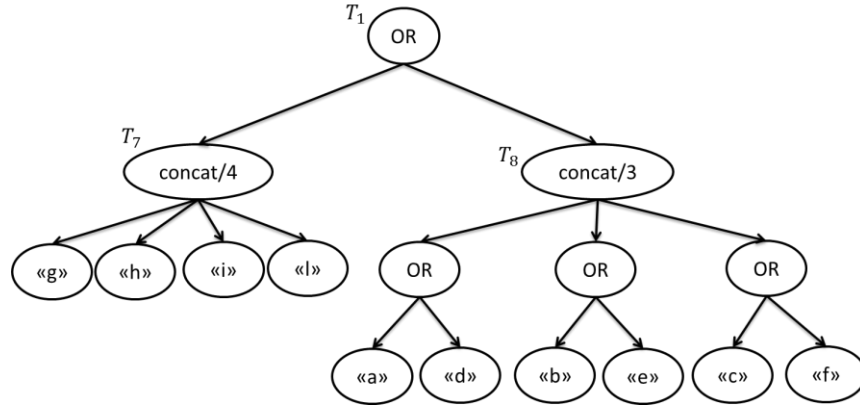 T₁
OR
T₇
concat/4
T₈
concat/3
«g» «h» «i» «l»
OR OR OR
«a» «d» «b» «e» «c» «f»